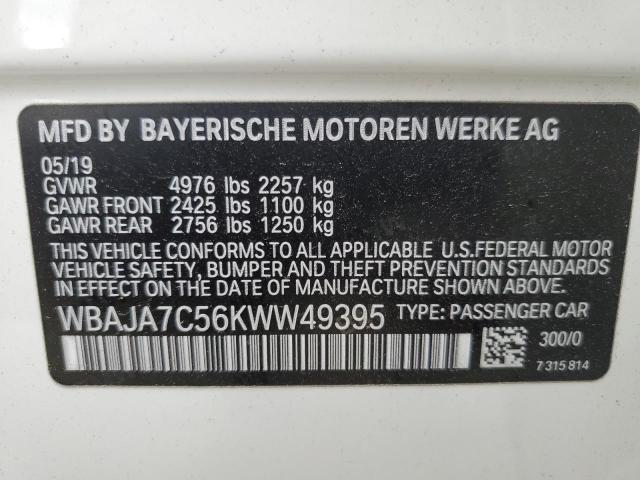 MFD BY BAYERISCHE MOTOREN WERKE AG
05/19
GVWR 4976 lbs 2257 kg
GAWR FRONT 2425 lbs 1100 kg
GAWR REAR 2756 lbs 1250 kg
THIS VEHICLE CONFORMS TO ALL APPLICABLE U.S.FEDERAL MOTOR
VEHICLE SAFETY, BUMPER AND THEFT PREVENTION STANDARDS
IN EFFECT ON THE DATE OF MANUFACTURE SHOWN ABOVE.
WBAJA7C56KWW49395 TYPE: PASSENGER CAR
300/0
7 315 814